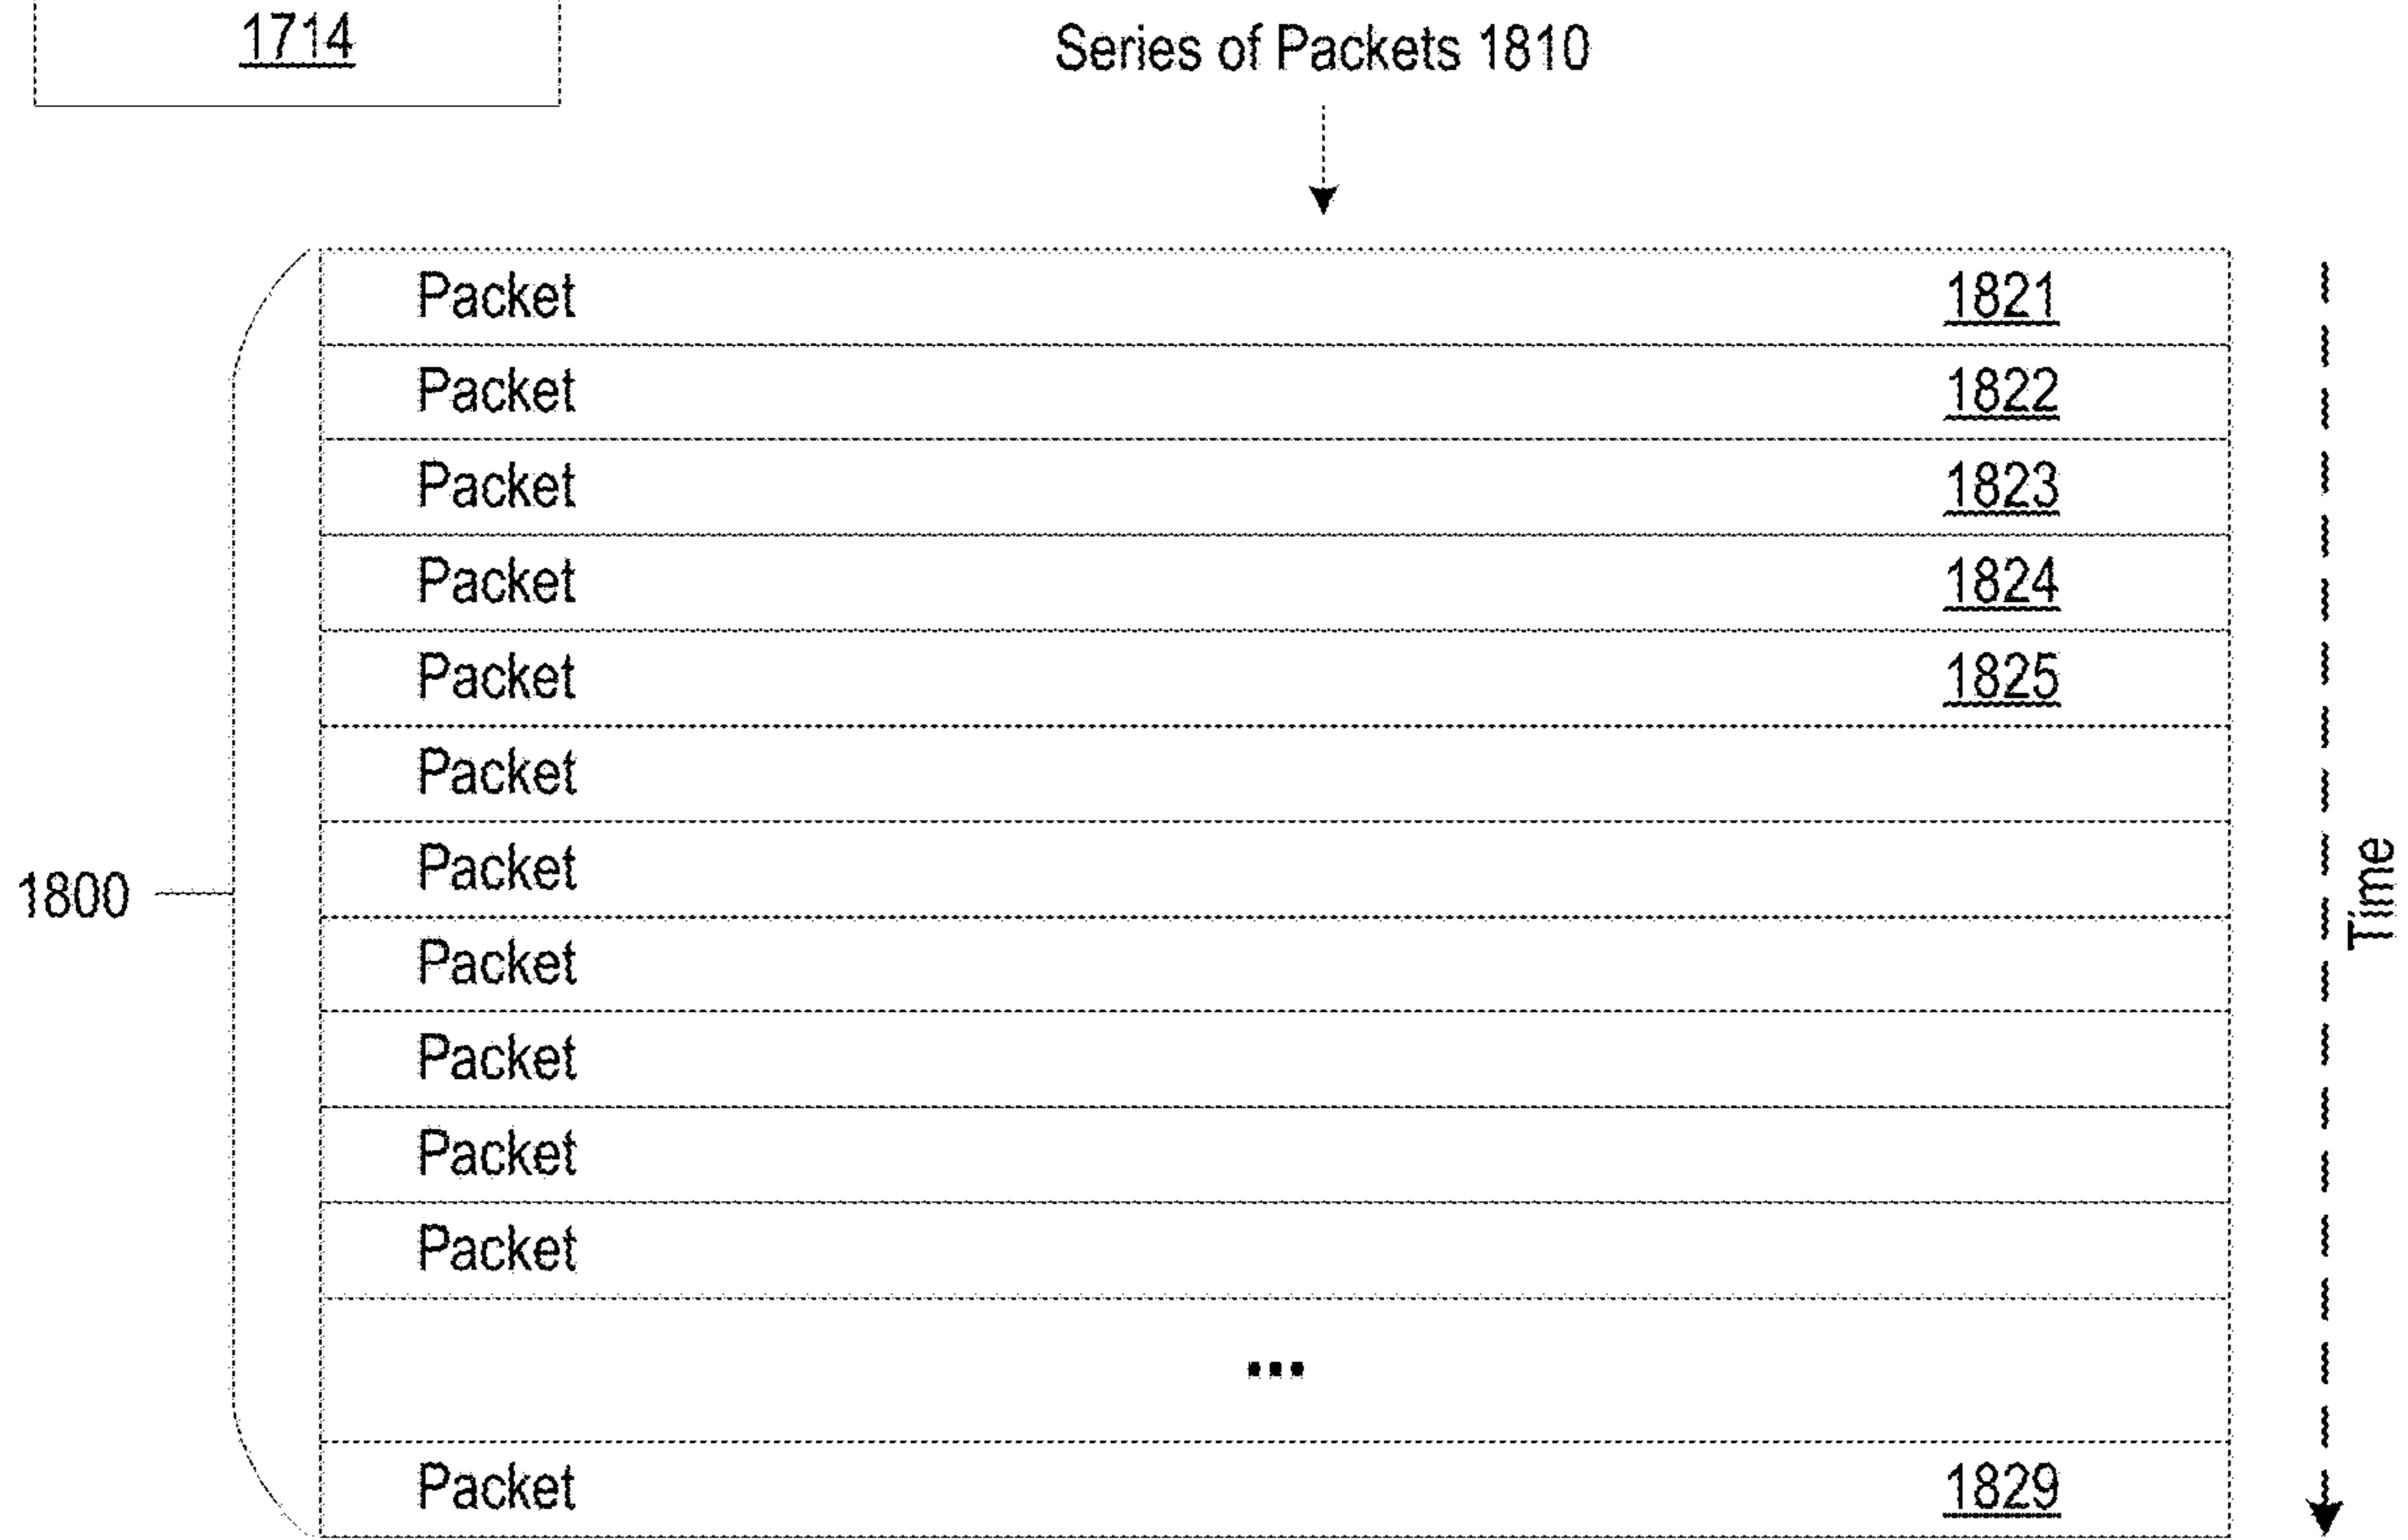 1714
Series of Packets 1810
Packet 1821
Packet 1822
Packet 1823
Packet 1824
Packet 1825
Packet
Packet
1800
Packet
Packet
Packet
Packet
...
Packet 1829
Time